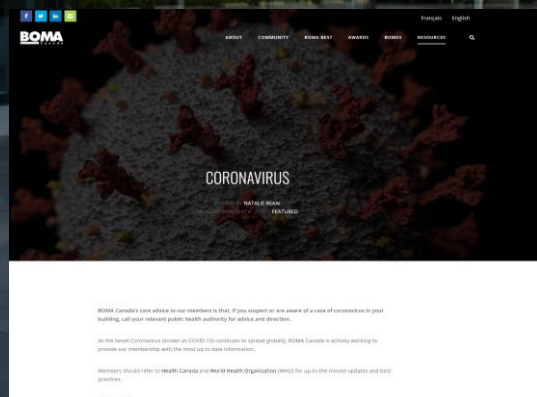 Français English
BOMA
Canada
ABOUT COMMUNITY BOMA BEST AWARDS BOMEX RESOURCES
CORONAVIRUS
POSTED BY NATALIE REKAI
FEATURED
BOMA Canada's core advice to our members is that, if you suspect or are aware of a case of coronavirus in your
building, call your relevant public health authority for advice and direction.
As the Novel Coronavirus (known as COVID-19) continues to spread globally, BOMA Canada is actively working to
provide our membership with the most up to date information.
Members should refer to Health Canada and World Health Organization (WHO) for up-to-the minute updates and best
practices.